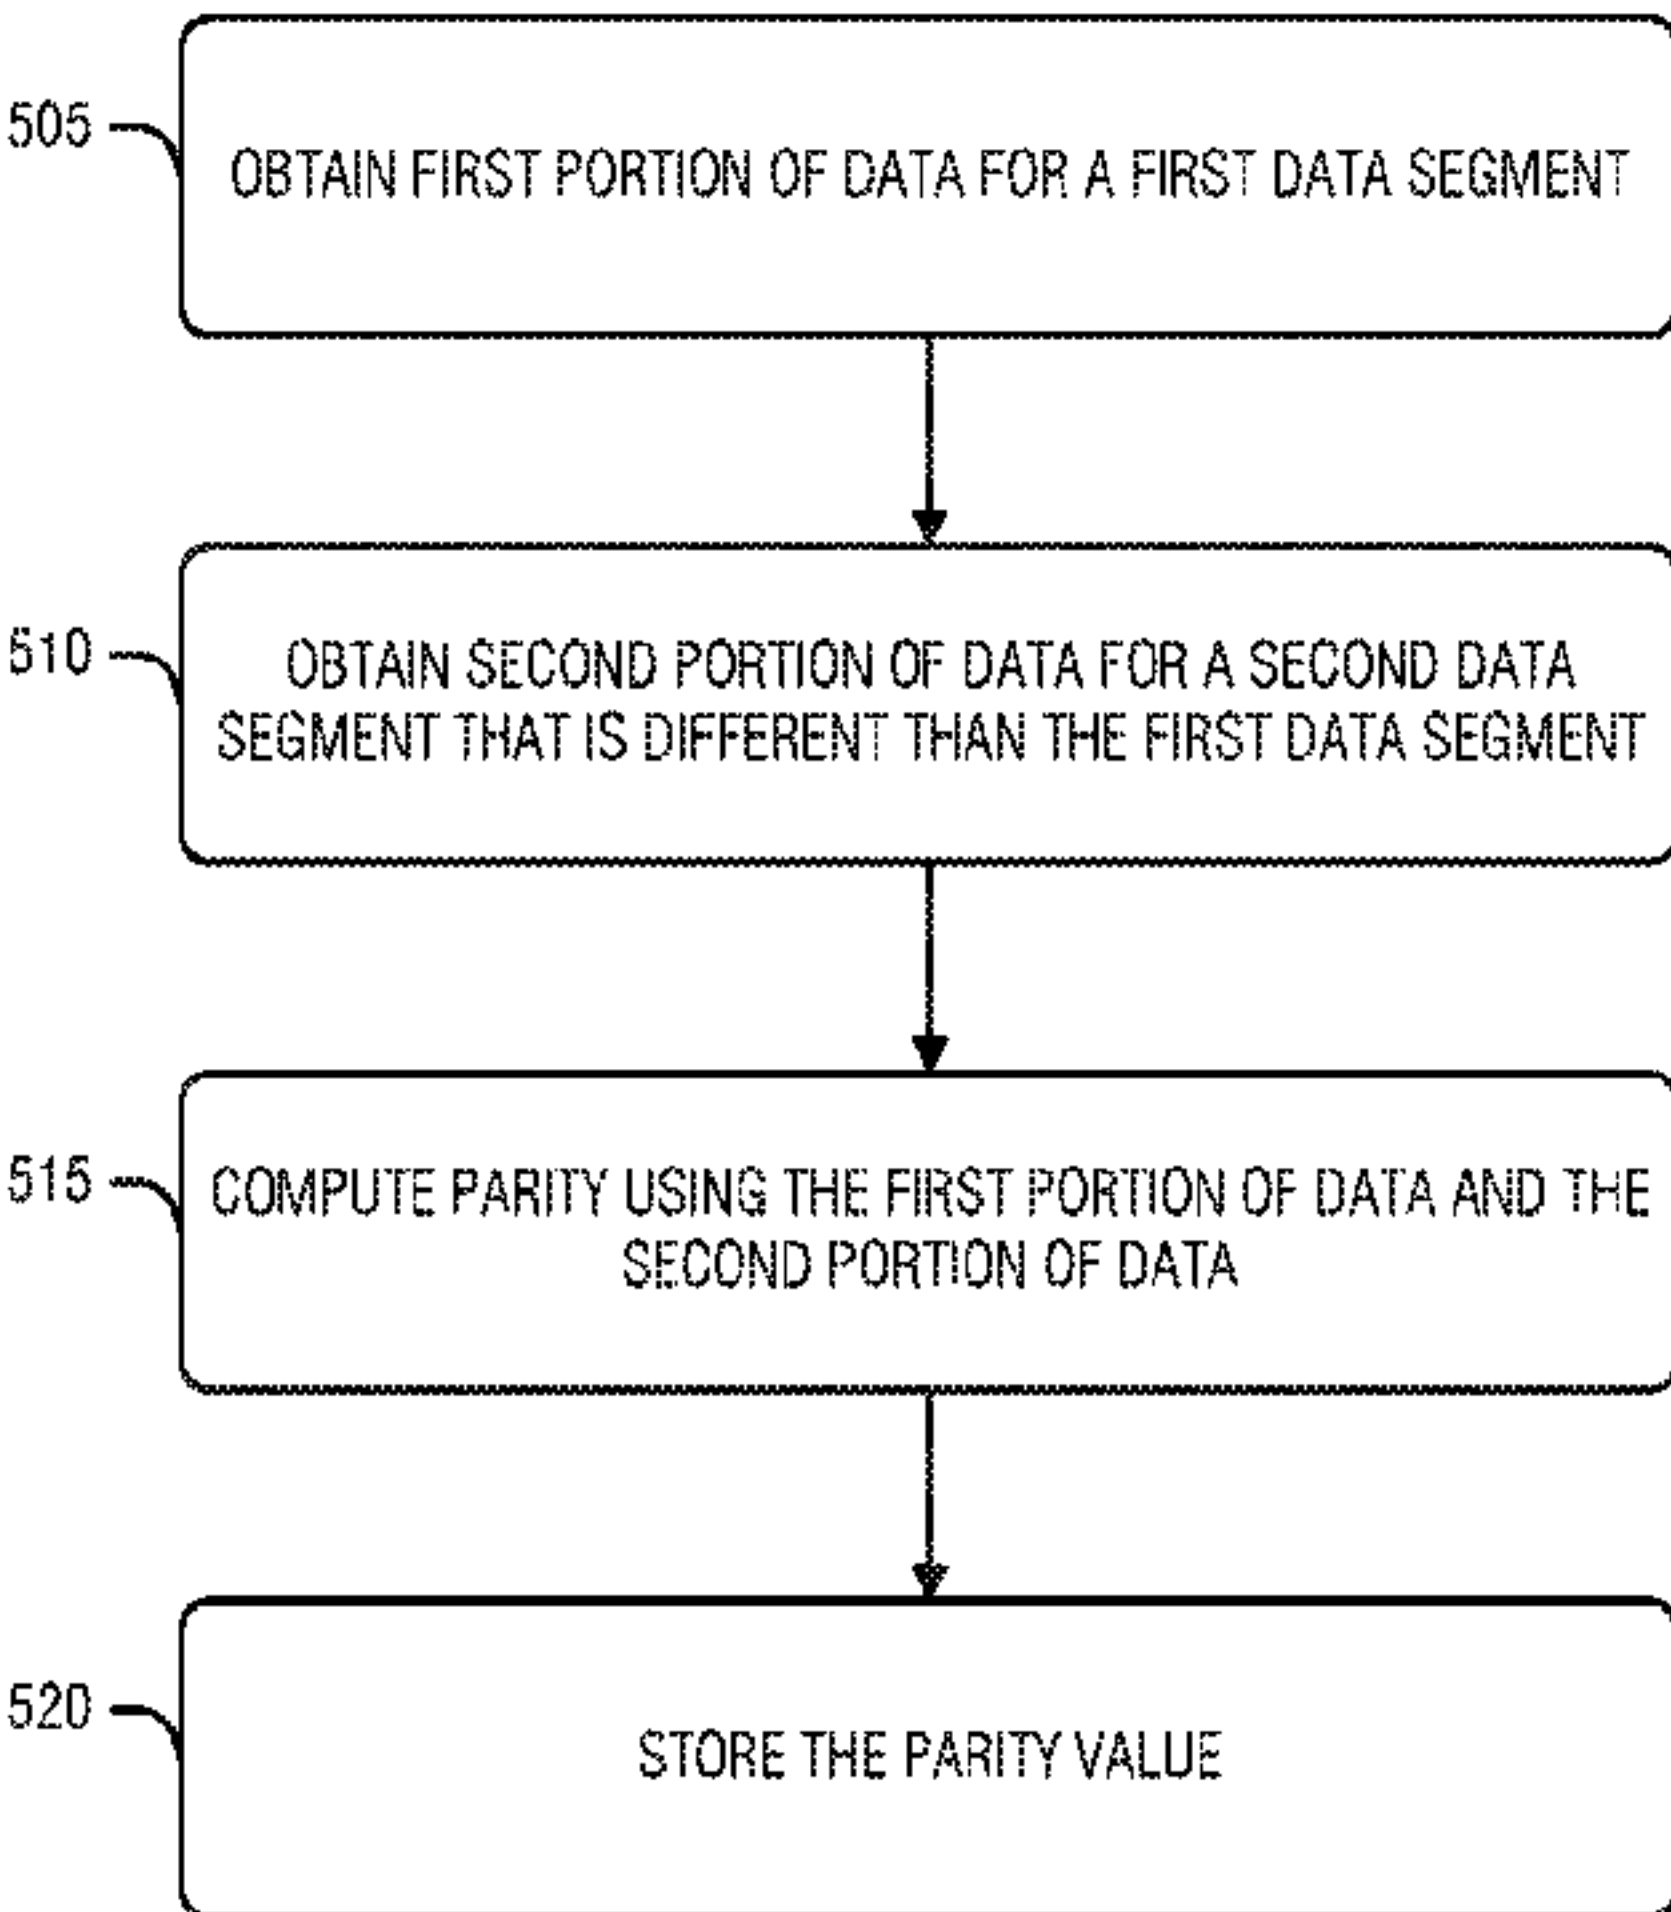 505
OBTAIN FIRST PORTION OF DATA FOR A FIRST DATA SEGMENT
510
OBTAIN SECOND PORTION OF DATA FOR A SECOND DATA
SEGMENT THAT IS DIFFERENT THAN THE FIRST DATA SEGMENT
515
COMPUTE PARITY USING THE FIRST PORTION OF DATA AND THE
SECOND PORTION OF DATA
520
STORE THE PARITY VALUE